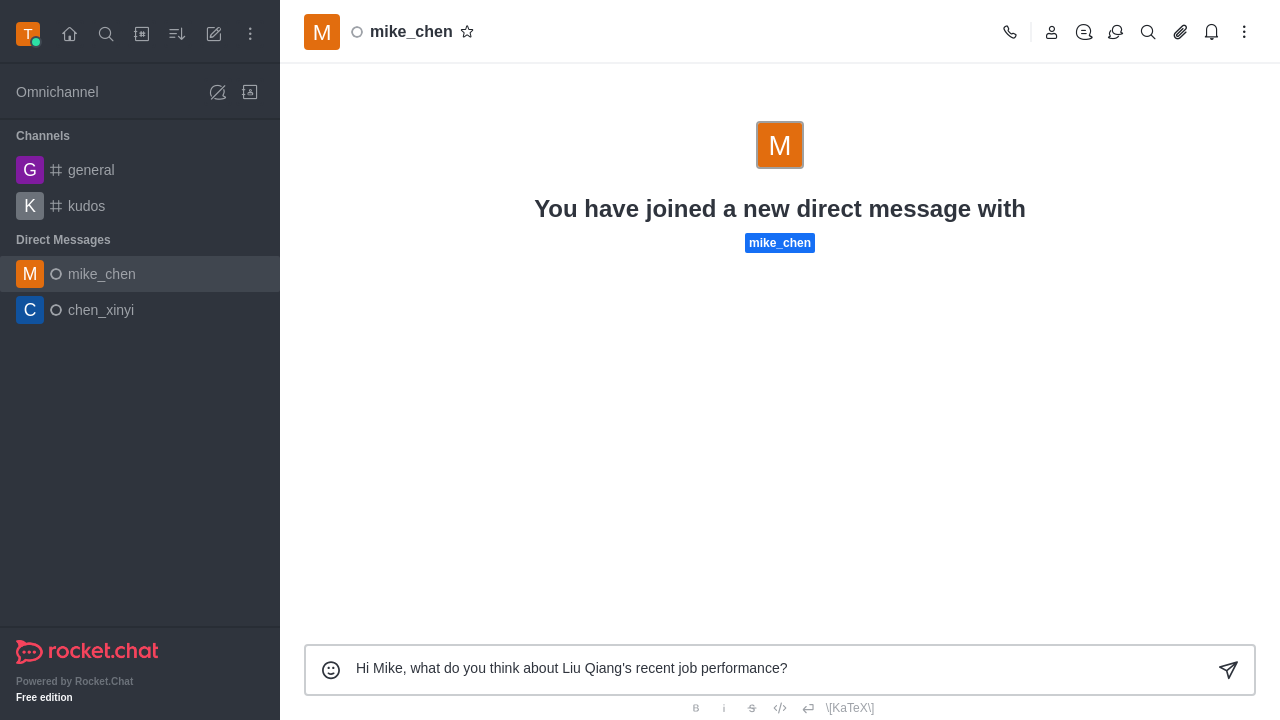 T
Omnichannel
Channels
G general
K kudos
Direct Messages
M mike_chen
C chen_xinyi
rocket.chat
Powered by Rocket.Chat
Free edition
M mike_chen
M
You have joined a new direct message with
mike_chen
Hi Mike, what do you think about Liu Qiang's recent job performance?
B i S \[KaTeX\]